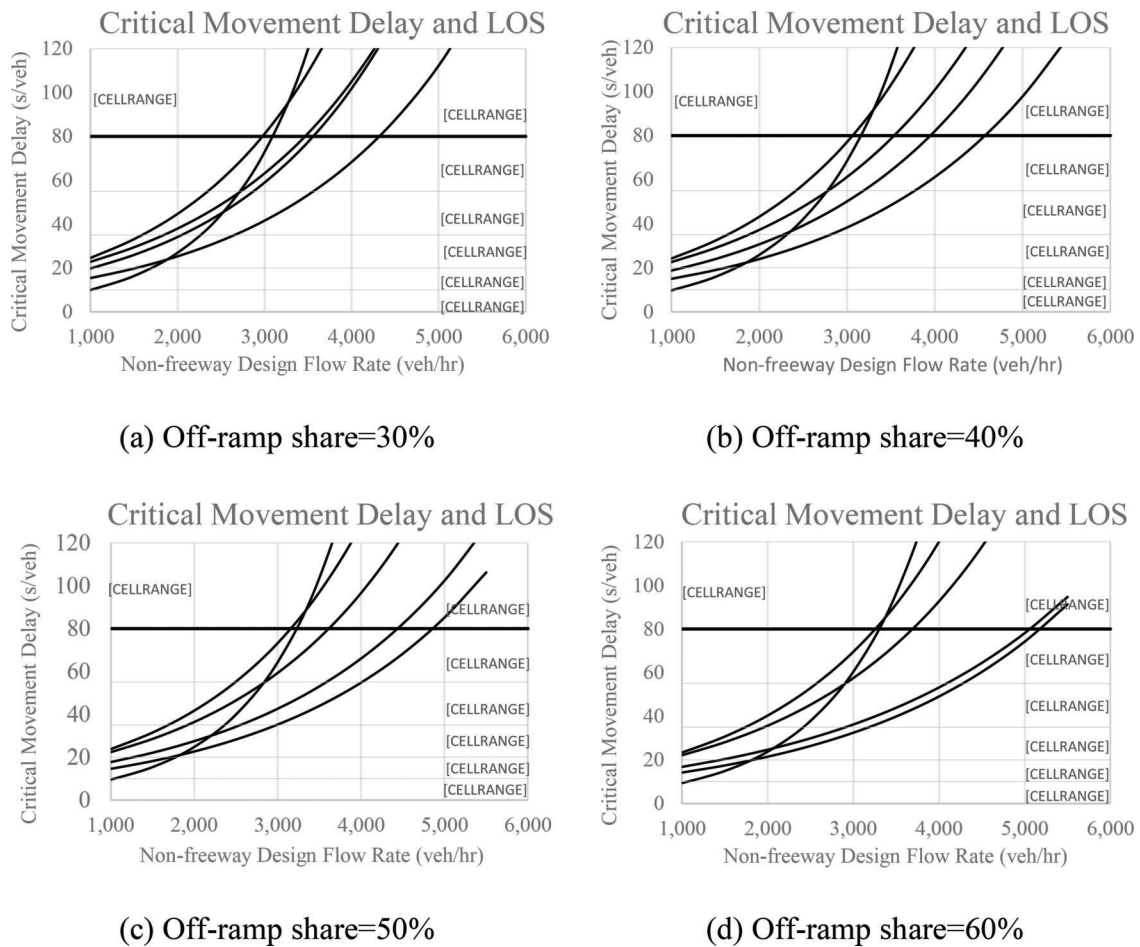 Critical Movement Delay and LOS
Critical Movement Delay (s/veh)
120
100
80
60
40
20
0
[CELLRANGE]
[CELLRANGE]
[CELLRANGE]
[CELLRANGE]
[CELLRANGE]
[CELLRANGE]
[CELLRANGE]
1,000 2,000 3,000 4,000 5,000 6,000
Non-freeway Design Flow Rate (veh/hr)
(a) Off-ramp share=30%
Critical Movement Delay and LOS
Critical Movement Delay (s/veh)
120
100
80
60
40
20
0
[CELLRANGE]
[CELLRANGE]
[CELLRANGE]
[CELLRANGE]
[CELLRANGE]
[CELLRANGE]
[CELLRANGE]
1,000 2,000 3,000 4,000 5,000 6,000
Non-freeway Design Flow Rate (veh/hr)
(b) Off-ramp share=40%
Critical Movement Delay and LOS
Critical Movement Delay (s/veh)
120
100
80
60
40
20
0
[CELLRANGE]
[CELLRANGE]
[CELLRANGE]
[CELLRANGE]
[CELLRANGE]
[CELLRANGE]
[CELLRANGE]
1,000 2,000 3,000 4,000 5,000 6,000
Non-freeway Design Flow Rate (veh/hr)
(c) Off-ramp share=50%
Critical Movement Delay and LOS
Critical Movement Delay (s/veh)
120
100
80
60
40
20
0
[CELLRANGE]
[CELLRANGE]
[CELLRANGE]
[CELLRANGE]
[CELLRANGE]
[CELLRANGE]
[CELLRANGE]
1,000 2,000 3,000 4,000 5,000 6,000
Non-freeway Design Flow Rate (veh/hr)
(d) Off-ramp share=60%